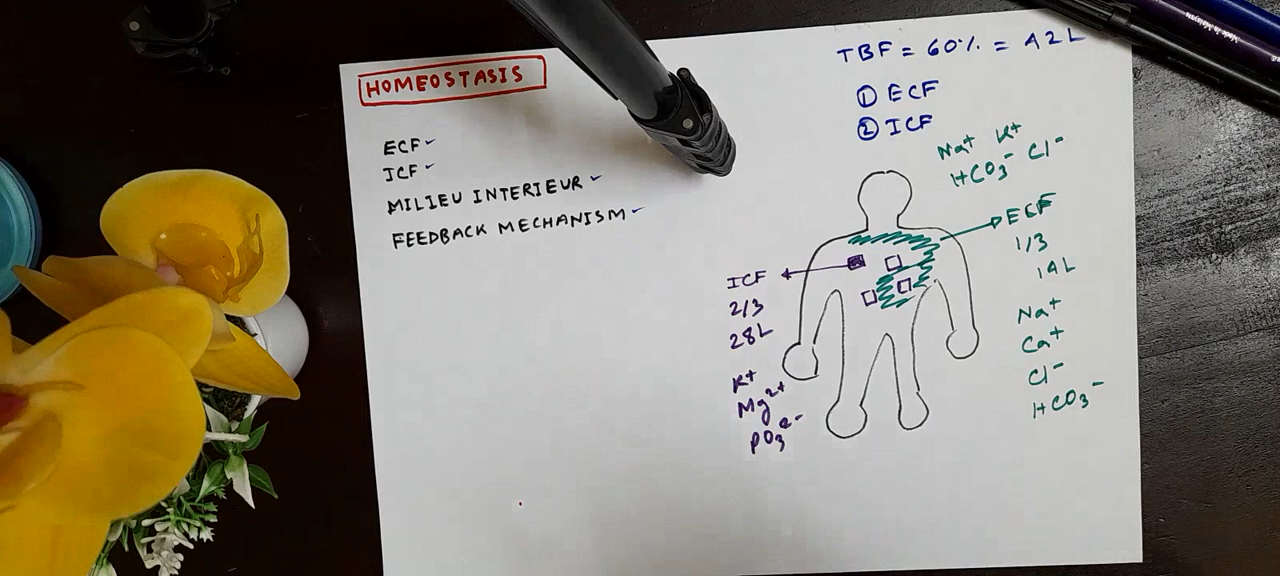 HOMEOSTASIS
ECF ✓
ICF ✓
MILIEU INTERIEUR ✓
FEEDBACK MECHANISM ✓
TBF = 60% = 42L
① ECF
② ICF
Na⁺ K⁺
HCO₃⁻ Cl⁻
ECF
1/3
14L
Na⁺
Ca⁺
Cl⁻
HCO₃⁻
ICF
2/3
28L
K⁺
Mg²⁺
PO₃²⁻